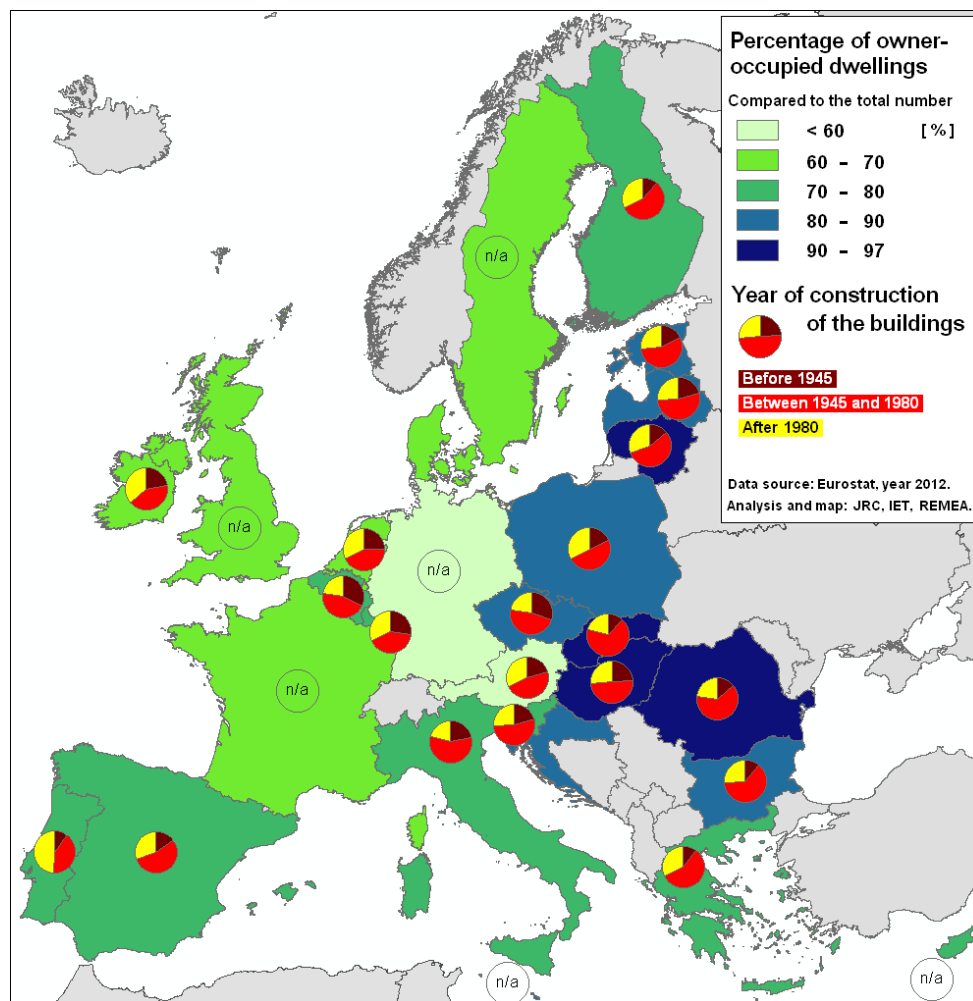 Percentage of owner-
occupied dwellings
Compared to the total number
< 60 [%]
60 – 70
70 – 80
80 – 90
90 – 97
Year of construction
of the buildings
Before 1945
Between 1945 and 1980
After 1980
Data source: Eurostat, year 2012.
Analysis and map: JRC, IET, REMEA.
n/a
n/a
n/a
n/a
n/a
n/a